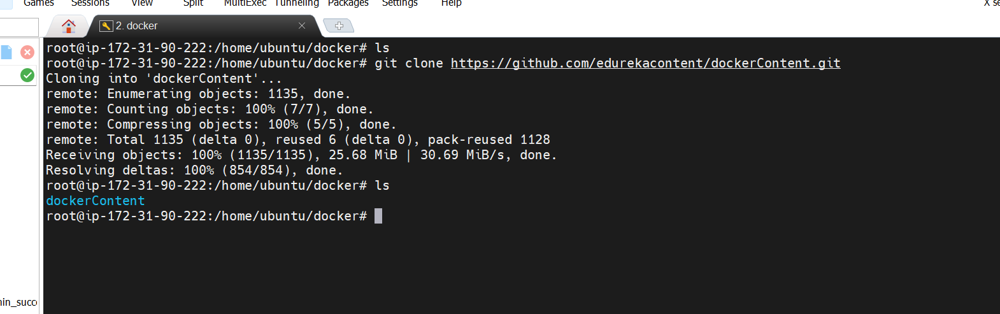 Games Sessions View Split MultiExec Tunneling Packages Settings Help
2. docker
root@ip-172-31-90-222:/home/ubuntu/docker# ls
root@ip-172-31-90-222:/home/ubuntu/docker# git clone https://github.com/edurekacontent/dockerContent.git
Cloning into 'dockerContent'...
remote: Enumerating objects: 1135, done.
remote: Counting objects: 100% (7/7), done.
remote: Compressing objects: 100% (5/5), done.
remote: Total 1135 (delta 0), reused 6 (delta 0), pack-reused 1128
Receiving objects: 100% (1135/1135), 25.68 MiB | 30.69 MiB/s, done.
Resolving deltas: 100% (854/854), done.
root@ip-172-31-90-222:/home/ubuntu/docker# ls
dockerContent
root@ip-172-31-90-222:/home/ubuntu/docker#